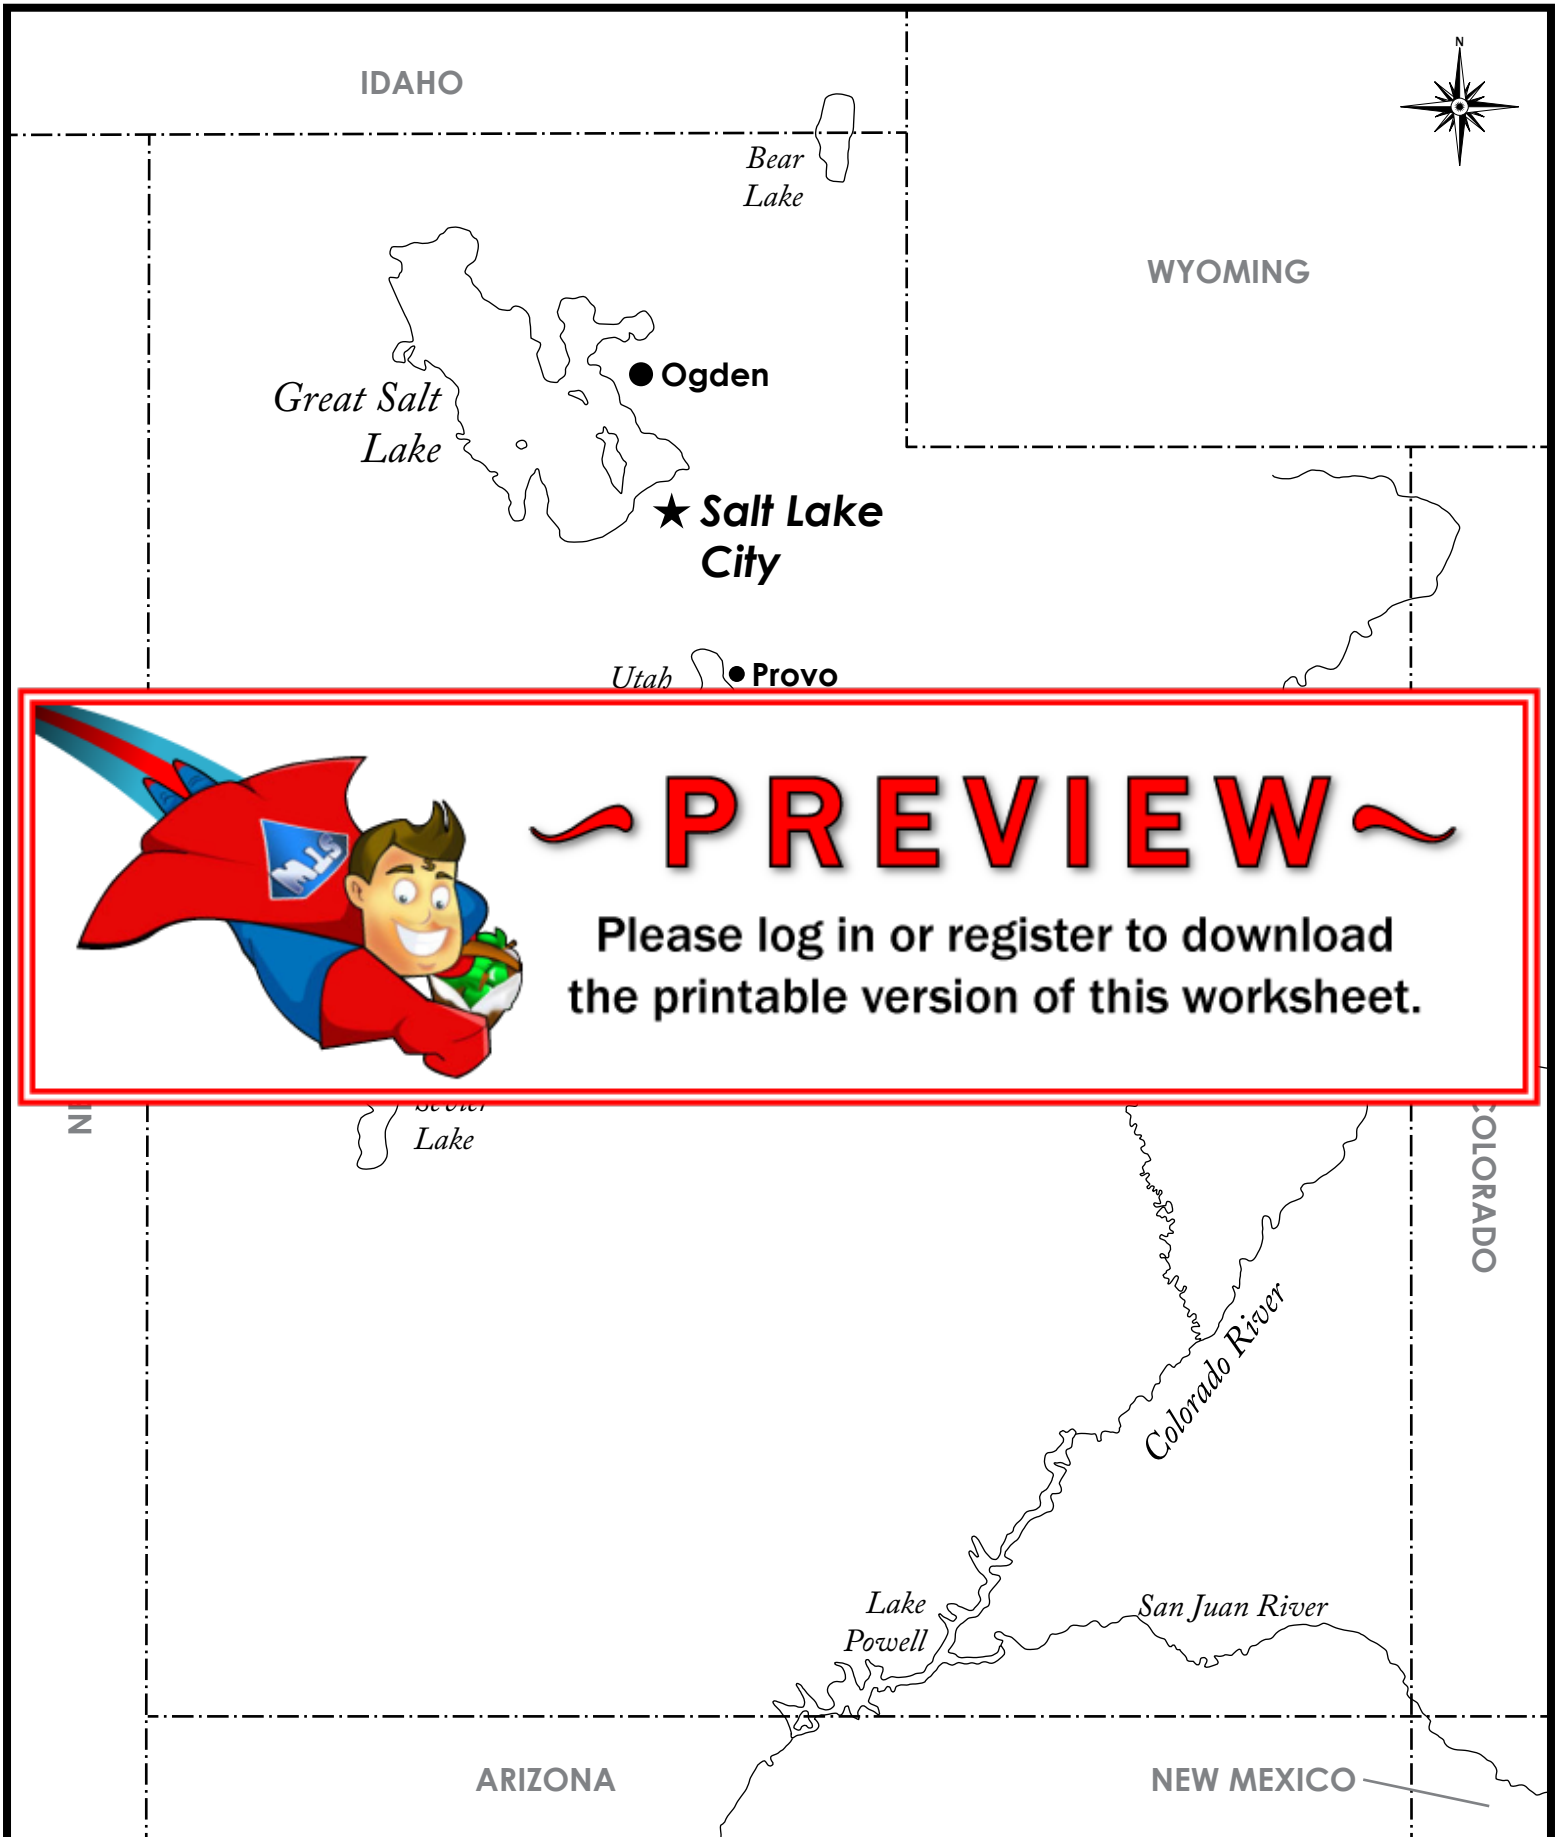 N
IDAHO
Bear
Lake
WYOMING
Great Salt
Lake
Ogden
Salt Lake
City
Utah
Provo
STW
~PREVIEW~
Please log in or register to download
the printable version of this worksheet.
Sevier
Lake
COLORADO
Colorado River
Lake
Powell
San Juan River
ARIZONA
NEW MEXICO